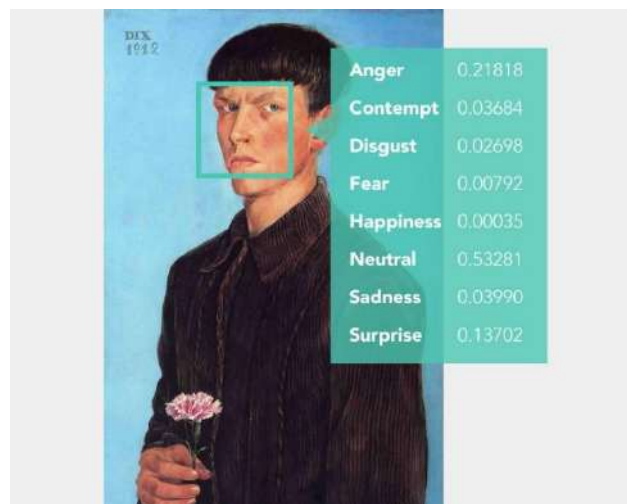 DIX
1912
Anger 0.21818
Contempt 0.03684
Disgust 0.02698
Fear 0.00792
Happiness 0.00035
Neutral 0.53281
Sadness 0.03990
Surprise 0.13702